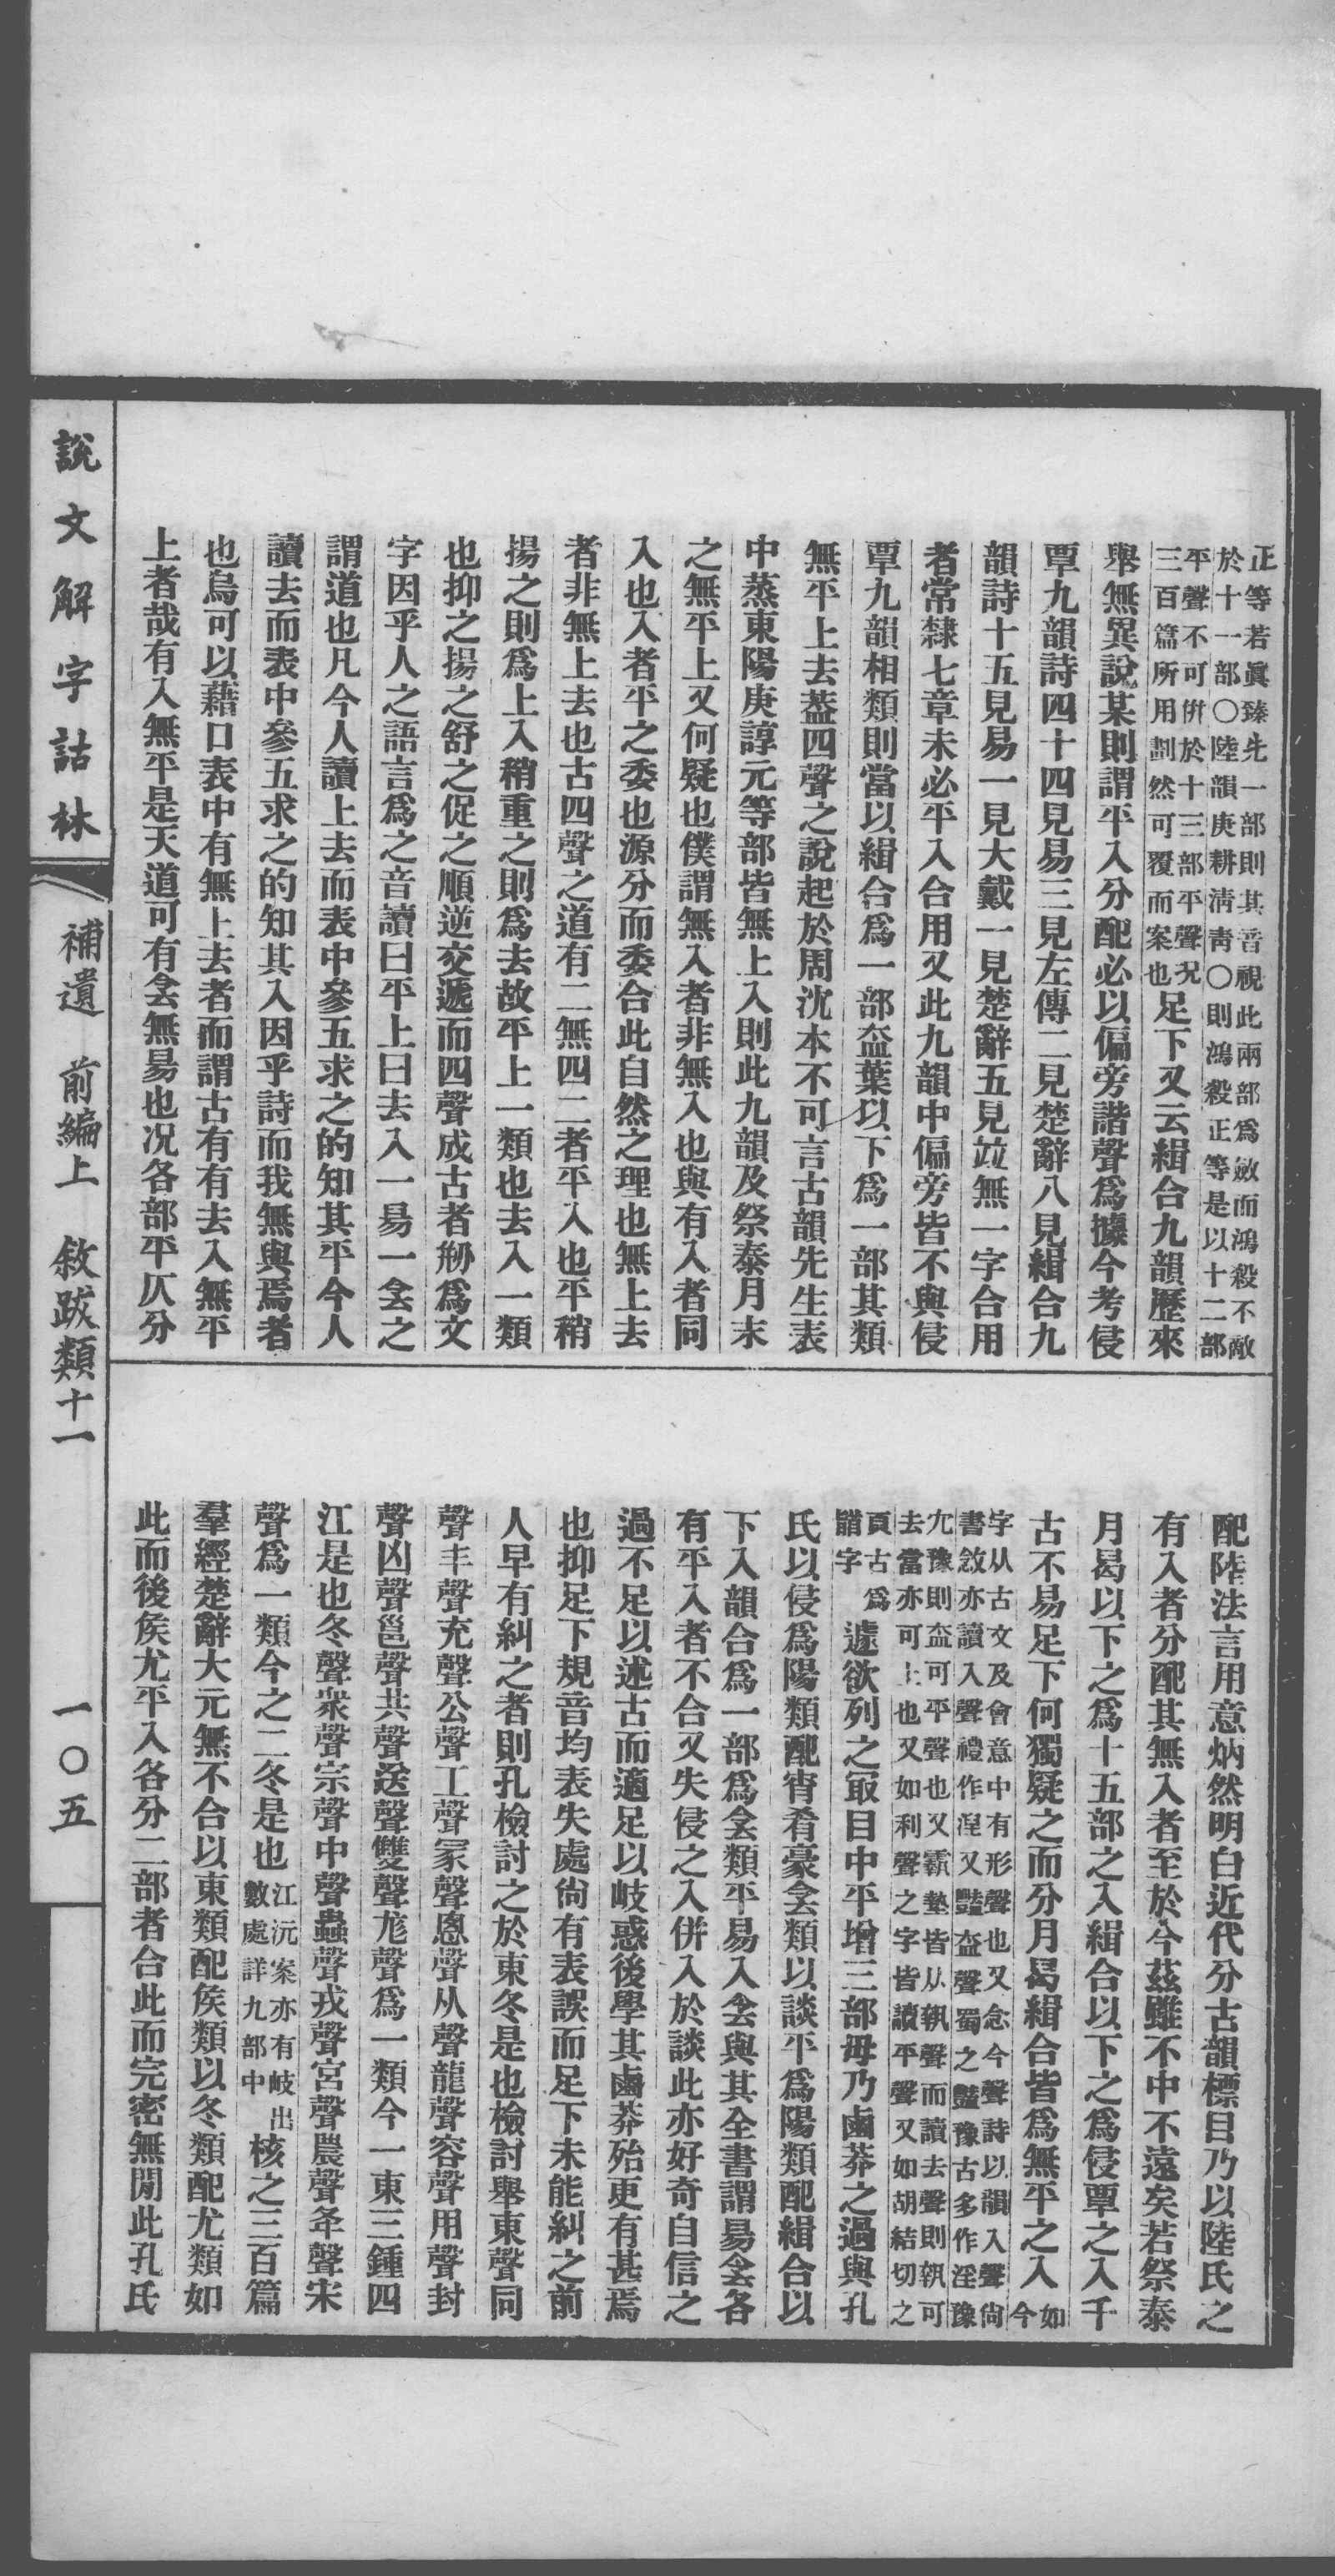 正等若眞臻先一部則其音視此兩部爲斂而鴻殺不敵
於十一部〇陸韻庚耕淸靑〇則鴻殺正等是以十二部
平聲不可倂於十三部平聲况
三百篇所用劃然可覆而案也
足下又云緝合九韻歷來
舉無異說某則謂平入分配必以偏旁諧聲爲據今考侵
覃九韻詩四十四見易三見左傳二見楚辭八見緝合九
韻詩十五見易一見大戴一見楚辭五見竝無一字合用
者常棣七章未必平入合用又此九韻中偏旁皆不與侵
覃九韻相類則當以緝合爲一部盇葉以下爲一部其類
無平上去葢四聲之說起於周沈本不可言古韻先生表
中蒸東陽庚諄元等部皆無上入則此九韻及祭泰月末
之無平上又何疑也僕謂無入者非無入也與有入者同
入也入者平之委也源分而委合此自然之理也無上去
者非無上去也古四聲之道有二無四二者平入也平稍
揚之則爲上入稍重之則爲去故平上一類也去入一類
也抑之揚之舒之促之順逆交遞而四聲成古者剏爲文
字因乎人之語言爲之音讀曰平上曰去入一昜一侌之
謂道也凡今人讀上去而表中參五求之的知其平今人
讀去而表中參五求之的知其入因乎詩而我無與焉者
也烏可以藉口表中有無上去者而謂古有有去入無平
上者哉有入無平是天道可有侌無昜也况各部平仄分
配陸法言用意炳然明白近代分古韻標目乃以陸氏之
有入者分配其無入者至於今茲雖不中不遠矣若祭泰
月曷以下之爲十五部之入緝合以下之爲侵覃之入千
古不易足下何獨疑之而分月曷緝合皆爲無平之入
如
今
字从古文及會意中有形聲也又念今聲詩以韻入聲尙
書敜亦讀入聲禮作湼又豔盇聲蜀之豔豫古多作淫豫
冘豫則盇可平聲也又霸墊皆从執聲而讀去聲則執可
去當亦可上也又如利聲之字皆讀平聲又如胡結切之
頁古爲
䭫字
遽欲列之冣目中平增三部毋乃鹵莽之過與孔
氏以侵爲陽類配宵肴豪侌類以談平爲陽類配緝合以
下入韻合爲一部爲侌類平昜入侌與其全書謂昜侌各
有平入者不合又失侵之入併入於談此亦好奇自信之
過不足以述古而適足以岐惑後學其鹵莽殆更有甚焉
也抑足下規音均表失處尙有表誤而足下未能糾之前
人早有糾之者則孔檢討之於東冬是也檢討舉東聲同
聲丰聲充聲公聲工聲冡聲悤聲从聲龍聲容聲用聲封
聲凶聲邕聲共聲送聲雙聲尨聲爲一類今一東三鍾四
江是也冬聲衆聲宗聲中聲蟲聲戎聲宮聲農聲夅聲宋
聲爲一類今之二冬是也
江沅案亦有岐出
數處詳九部中
核之三百篇
羣經楚辭大元無不合以東類配矦類以冬類配尤類如
此而後矦尤平入各分二部者合此而完密無閒此孔氏
說文解字詁林
補遺 前編上 敘跋類十一
一〇五